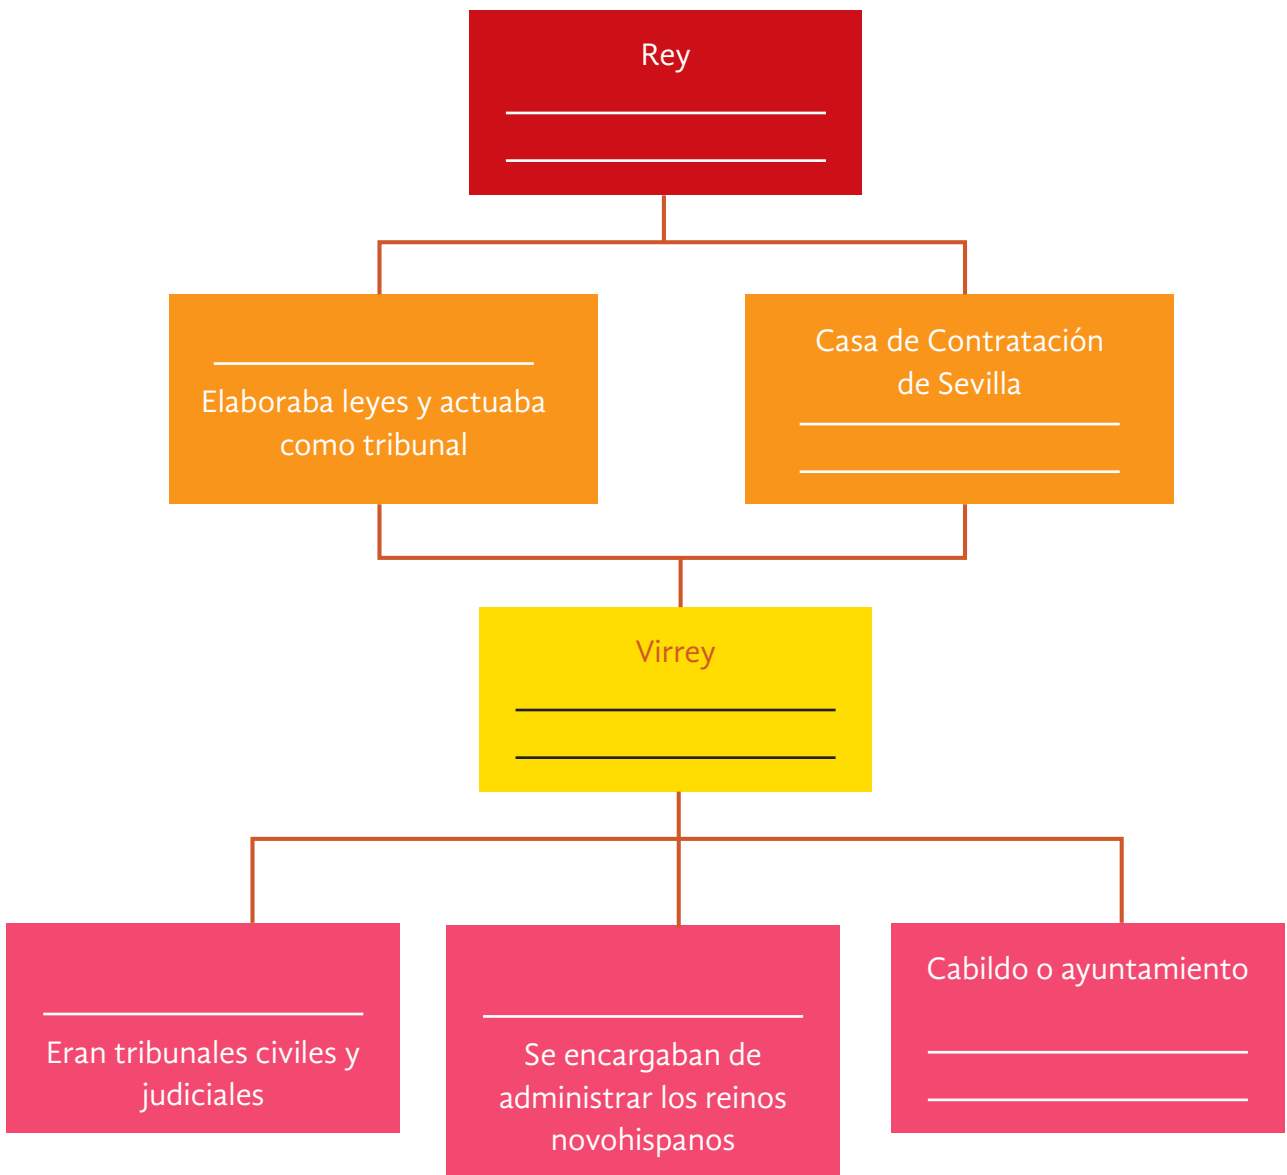 Rey
Elaboraba leyes y actuaba
como tribunal
Casa de Contratación
de Sevilla
Virrey
Eran tribunales civiles y
judiciales
Se encargaban de
administrar los reinos
novohispanos
Cabildo o ayuntamiento